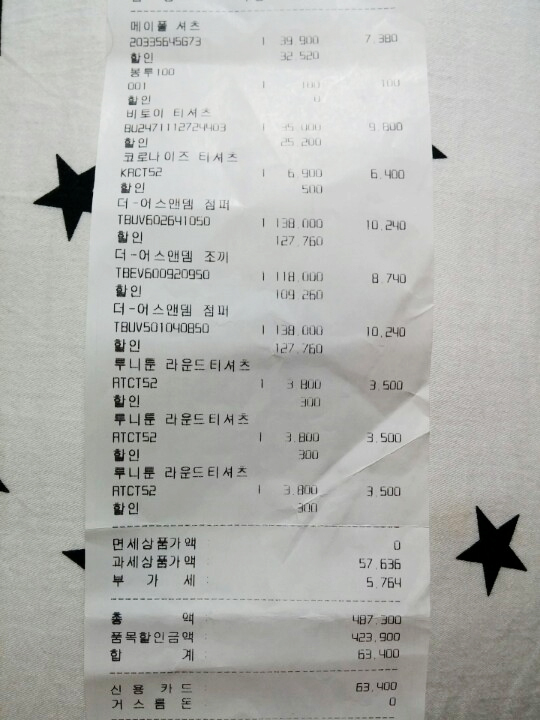 메이폴 셔츠
20335645G73 1 39,900 7,380
할인 32,520
봉투100
001 1 100 100
할인 0
비토이 티셔츠
BU2471112724403 1 35,000 9,800
할인 25,200
코로나이즈 티셔츠
KACT52 1 6,900 6,400
할인 500
더-어스앤뎀 점퍼
TBUV602641050 1 138,000 10,240
할인 127,760
더-어스앤뎀 조끼
TBEV600920950 1 118,000 8,740
할인 109,260
더-어스앤뎀 점퍼
TBUV501040850 1 138,000 10,240
할인 127,760
루니툰 라운드티셔츠
ATCT52 1 3,800 3,500
할인 300
루니툰 라운드티셔츠
ATCT52 1 3,800 3,500
할인 300
루니툰 라운드티셔츠
ATCT52 1 3,800 3,500
할인 300
면세상품가액 0
과세상품가액 57,636
부 가 세 : 5,764
총 액 : 487,300
품목할인금액 : 423,900
합 계 : 63,400
신 용 카 드 : 63,400
거 스 름 돈 : 0